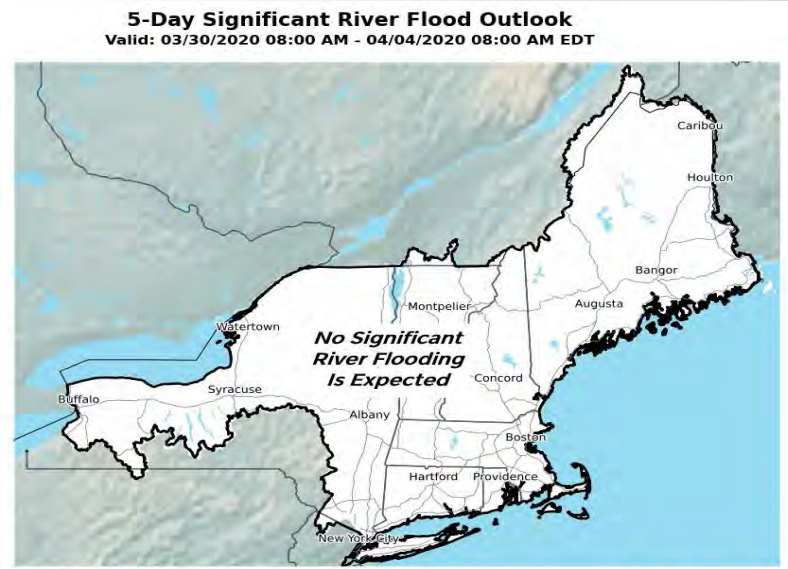 5-Day Significant River Flood Outlook
Valid: 03/30/2020 08:00 AM - 04/04/2020 08:00 AM EDT
Caribou
Houlton
Bangor
Augusta
Montpelier
Watertown
No Significant
River Flooding
Is Expected
Concord
Syracuse
Buffalo
Albany
Boston
Hartford
Providence
New York City